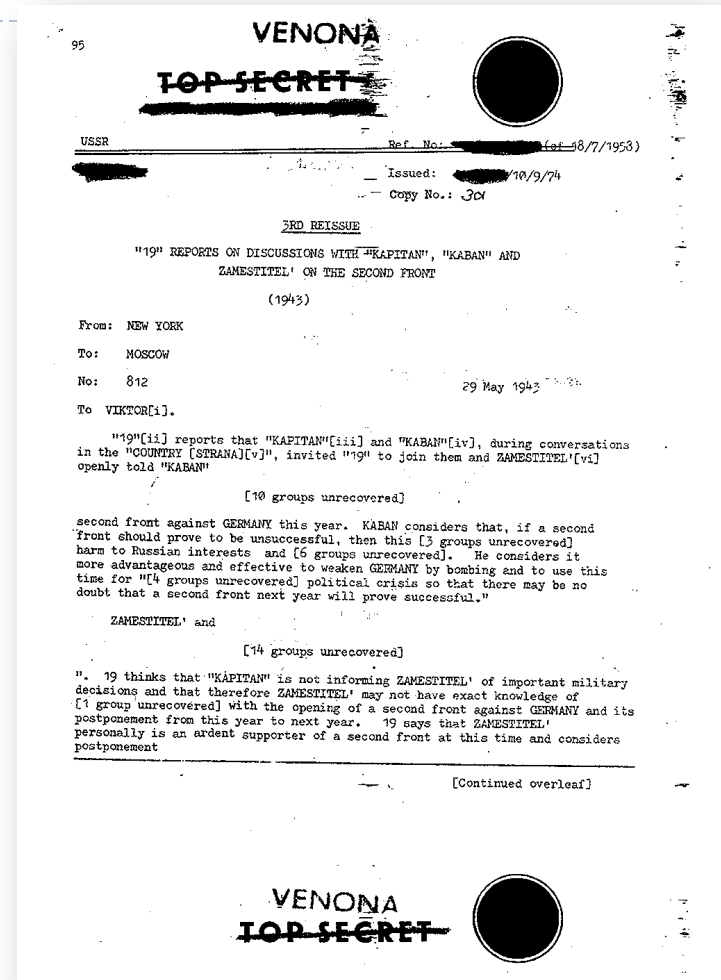 VENONA
95
TOP SECRET
USSR
Ref. No: (of 18/7/1953)
Issued: /10/9/74
Copy No.: 301
3RD REISSUE
"19" REPORTS ON DISCUSSIONS WITH "KAPITAN", "KABAN" AND
ZAMESTITEL' ON THE SECOND FRONT
(1943)
From: NEW YORK
To: MOSCOW
No: 812
29 May 1943
To VIKTOR[i].
"19"[ii] reports that "KAPITAN"[iii] and "KABAN"[iv], during conversations
in the "COUNTRY [STRANA][v]", invited "19" to join them and ZAMESTITEL'[vi]
openly told "KABAN"
[10 groups unrecovered]
second front against GERMANY this year. KABAN considers that, if a second
front should prove to be unsuccessful, then this [3 groups unrecovered]
harm to Russian interests and [6 groups unrecovered]. He considers it
more advantageous and effective to weaken GERMANY by bombing and to use this
time for "[4 groups unrecovered] political crisis so that there may be no
doubt that a second front next year will prove successful."
ZAMESTITEL' and
[14 groups unrecovered]
". 19 thinks that "KAPITAN" is not informing ZAMESTITEL' of important military
decisions and that therefore ZAMESTITEL' may not have exact knowledge of
[1 group unrecovered] with the opening of a second front against GERMANY and its
postponement from this year to next year. 19 says that ZAMESTITEL'
personally is an ardent supporter of a second front at this time and considers
postponement
[Continued overleaf]
VENONA
TOP SECRET